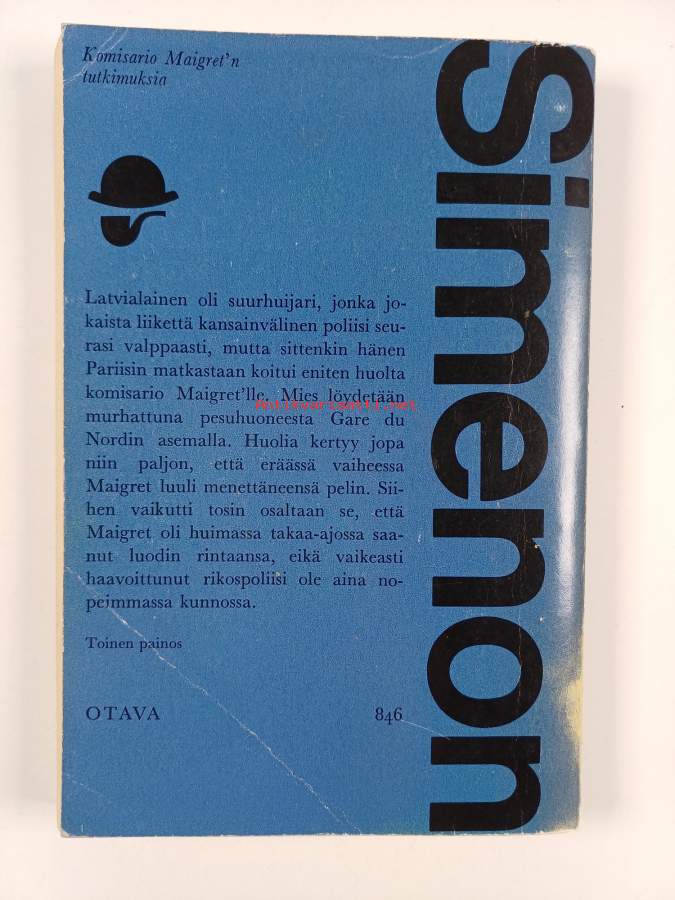 Komisario Maigret'n
tutkimuksia
Latvialainen oli suurhuijari, jonka jo-
kaista liikettä kansainvälinen poliisi seu-
rasi valppaasti, mutta sittenkin hänen
Pariisin matkastaan koitui eniten huolta
komisario Maigret'lle. Mies löydetään
Antikvariaatti.net
murhattuna pesuhuoneesta Gare du
Nordin asemalla. Huolia kertyy jopa
niin paljon, että eräässä vaiheessa
Maigret luuli menettäneensä pelin. Sii-
hen vaikutti tosin osaltaan se, että
Maigret oli huimassa takaa-ajossa saa-
nut luodin rintaansa, eikä vaikeasti
haavoittunut rikospoliisi ole aina no-
peimmassa kunnossa.
Toinen painos
OTAVA 846
Simenon